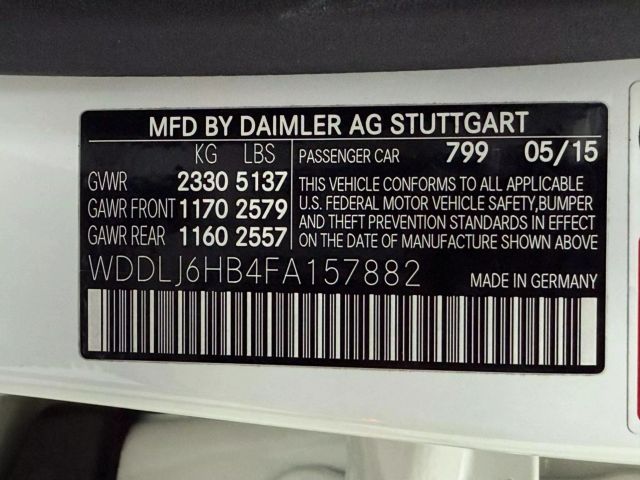 MFD BY DAIMLER AG STUTTGART
KG LBS
GVWR 2330 5137
GAWR FRONT 1170 2579
GAWR REAR 1160 2557
PASSENGER CAR 799 05/15
THIS VEHICLE CONFORMS TO ALL APPLICABLE
U.S. FEDERAL MOTOR VEHICLE SAFETY,BUMPER
AND THEFT PREVENTION STANDARDS IN EFFECT
ON THE DATE OF MANUFACTURE SHOWN ABOVE
WDDLJ6HB4FA157882
MADE IN GERMANY